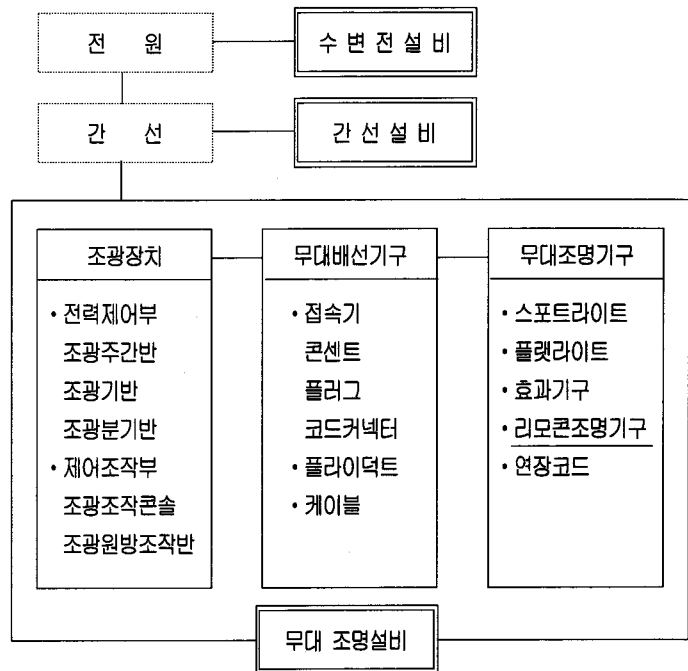 전 원
수 변 전 설 비
간 선
간 선 설 비
조광장치
• 전력제어부
조광주간반
조광기반
조광분기반
• 제어조작부
조광조작콘솔
조광원방조작반
무대배선기구
• 접속기
콘센트
플러그
코드커넥터
• 플라이덕트
• 케이블
무대조명기구
• 스포트라이트
• 플랫라이트
• 효과기구
• 리모콘조명기구
• 연장코드
무대 조명설비